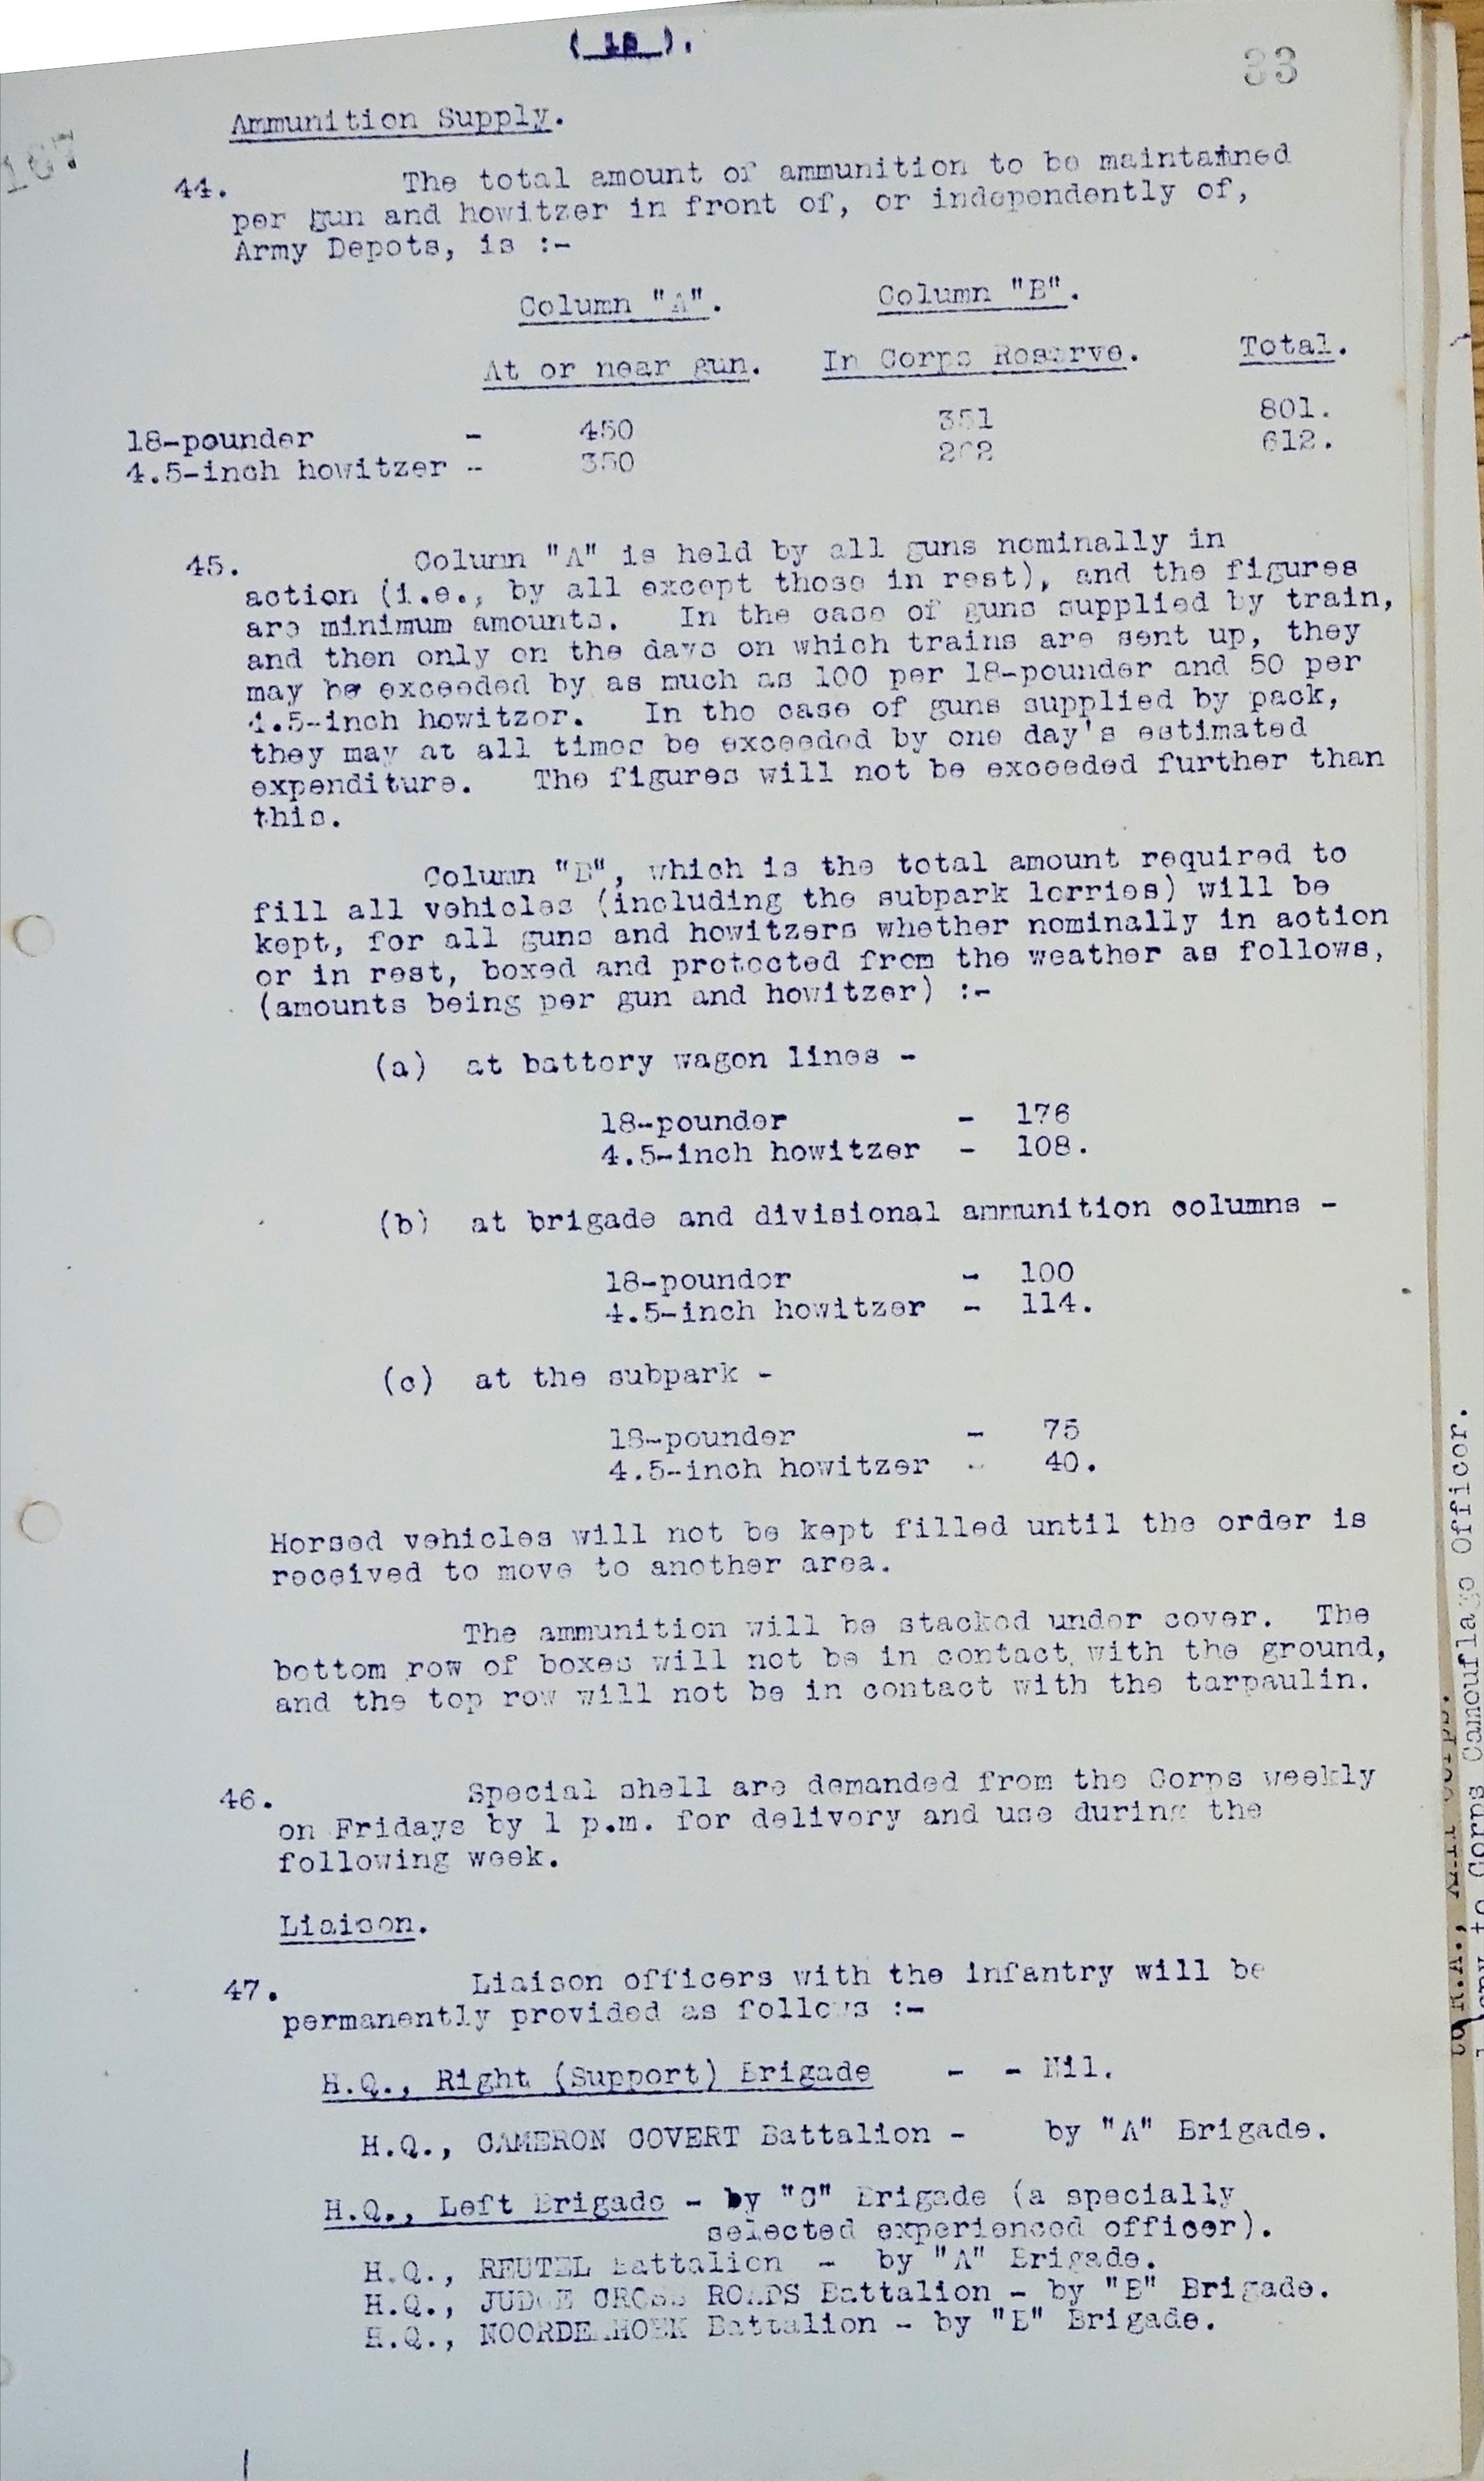 33
167
Ammunition Supply.
44. The total amount of ammunition to be maintained
per gun and howitzer in front of, or independently of,
Army Depots, is :-
Column "A". Column "B".
At or near gun. In Corps Reserve. Total.
18-pounder - 450 351 801.
4.5-inch howitzer - 350 262 612.
45. Column "A" is held by all guns nominally in
action (i.e., by all except those in rest), and the figures
are minimum amounts. In the case of guns supplied by train,
and then only on the days on which trains are sent up, they
may be exceeded by as much as 100 per 18-pounder and 50 per
4.5-inch howitzer. In the case of guns supplied by pack,
they may at all times be exceeded by one day's estimated
expenditure. The figures will not be exceeded further than
this.
Column "B", which is the total amount required to
fill all vehicles (including the subpark lorries) will be
kept, for all guns and howitzers whether nominally in action
or in rest, boxed and protected from the weather as follows,
(amounts being per gun and howitzer) :-
(a) at battery wagon lines -
18-pounder - 176
4.5-inch howitzer - 108.
(b) at brigade and divisional ammunition columns -
18-pounder - 100
4.5-inch howitzer - 114.
(c) at the subpark -
18-pounder - 75
4.5-inch howitzer - 40.
Horsed vehicles will not be kept filled until the order is
received to move to another area.
The ammunition will be stacked under cover. The
bottom row of boxes will not be in contact with the ground,
and the top row will not be in contact with the tarpaulin.
46. Special shell are demanded from the Corps weekly
on Fridays by 1 p.m. for delivery and use during the
following week.
Liaison.
47. Liaison officers with the infantry will be
permanently provided as follows :-
H.Q., Right (Support) Brigade - - Nil.
H.Q., CAMERON COVERT Battalion - by "A" Brigade.
H.Q., Left Brigade - by "C" Brigade (a specially
selected experienced officer).
H.Q., REUTEL Battalion - by "A" Brigade.
H.Q., JUDGE CROSS ROADS Battalion - by "B" Brigade.
H.Q., NOORDEMHOEK Battalion - by "B" Brigade.
to Corps Camouflage Officer.
R.A.,